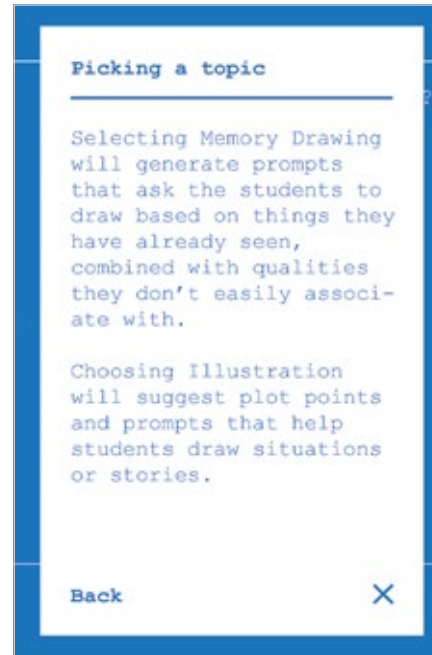 Picking a topic
?
Selecting Memory Drawing
will generate prompts
that ask the students to
draw based on things they
have already seen,
combined with qualities
they don't easily associ-
ate with.
Choosing Illustration
will suggest plot points
and prompts that help
students draw situations
or stories.
Back